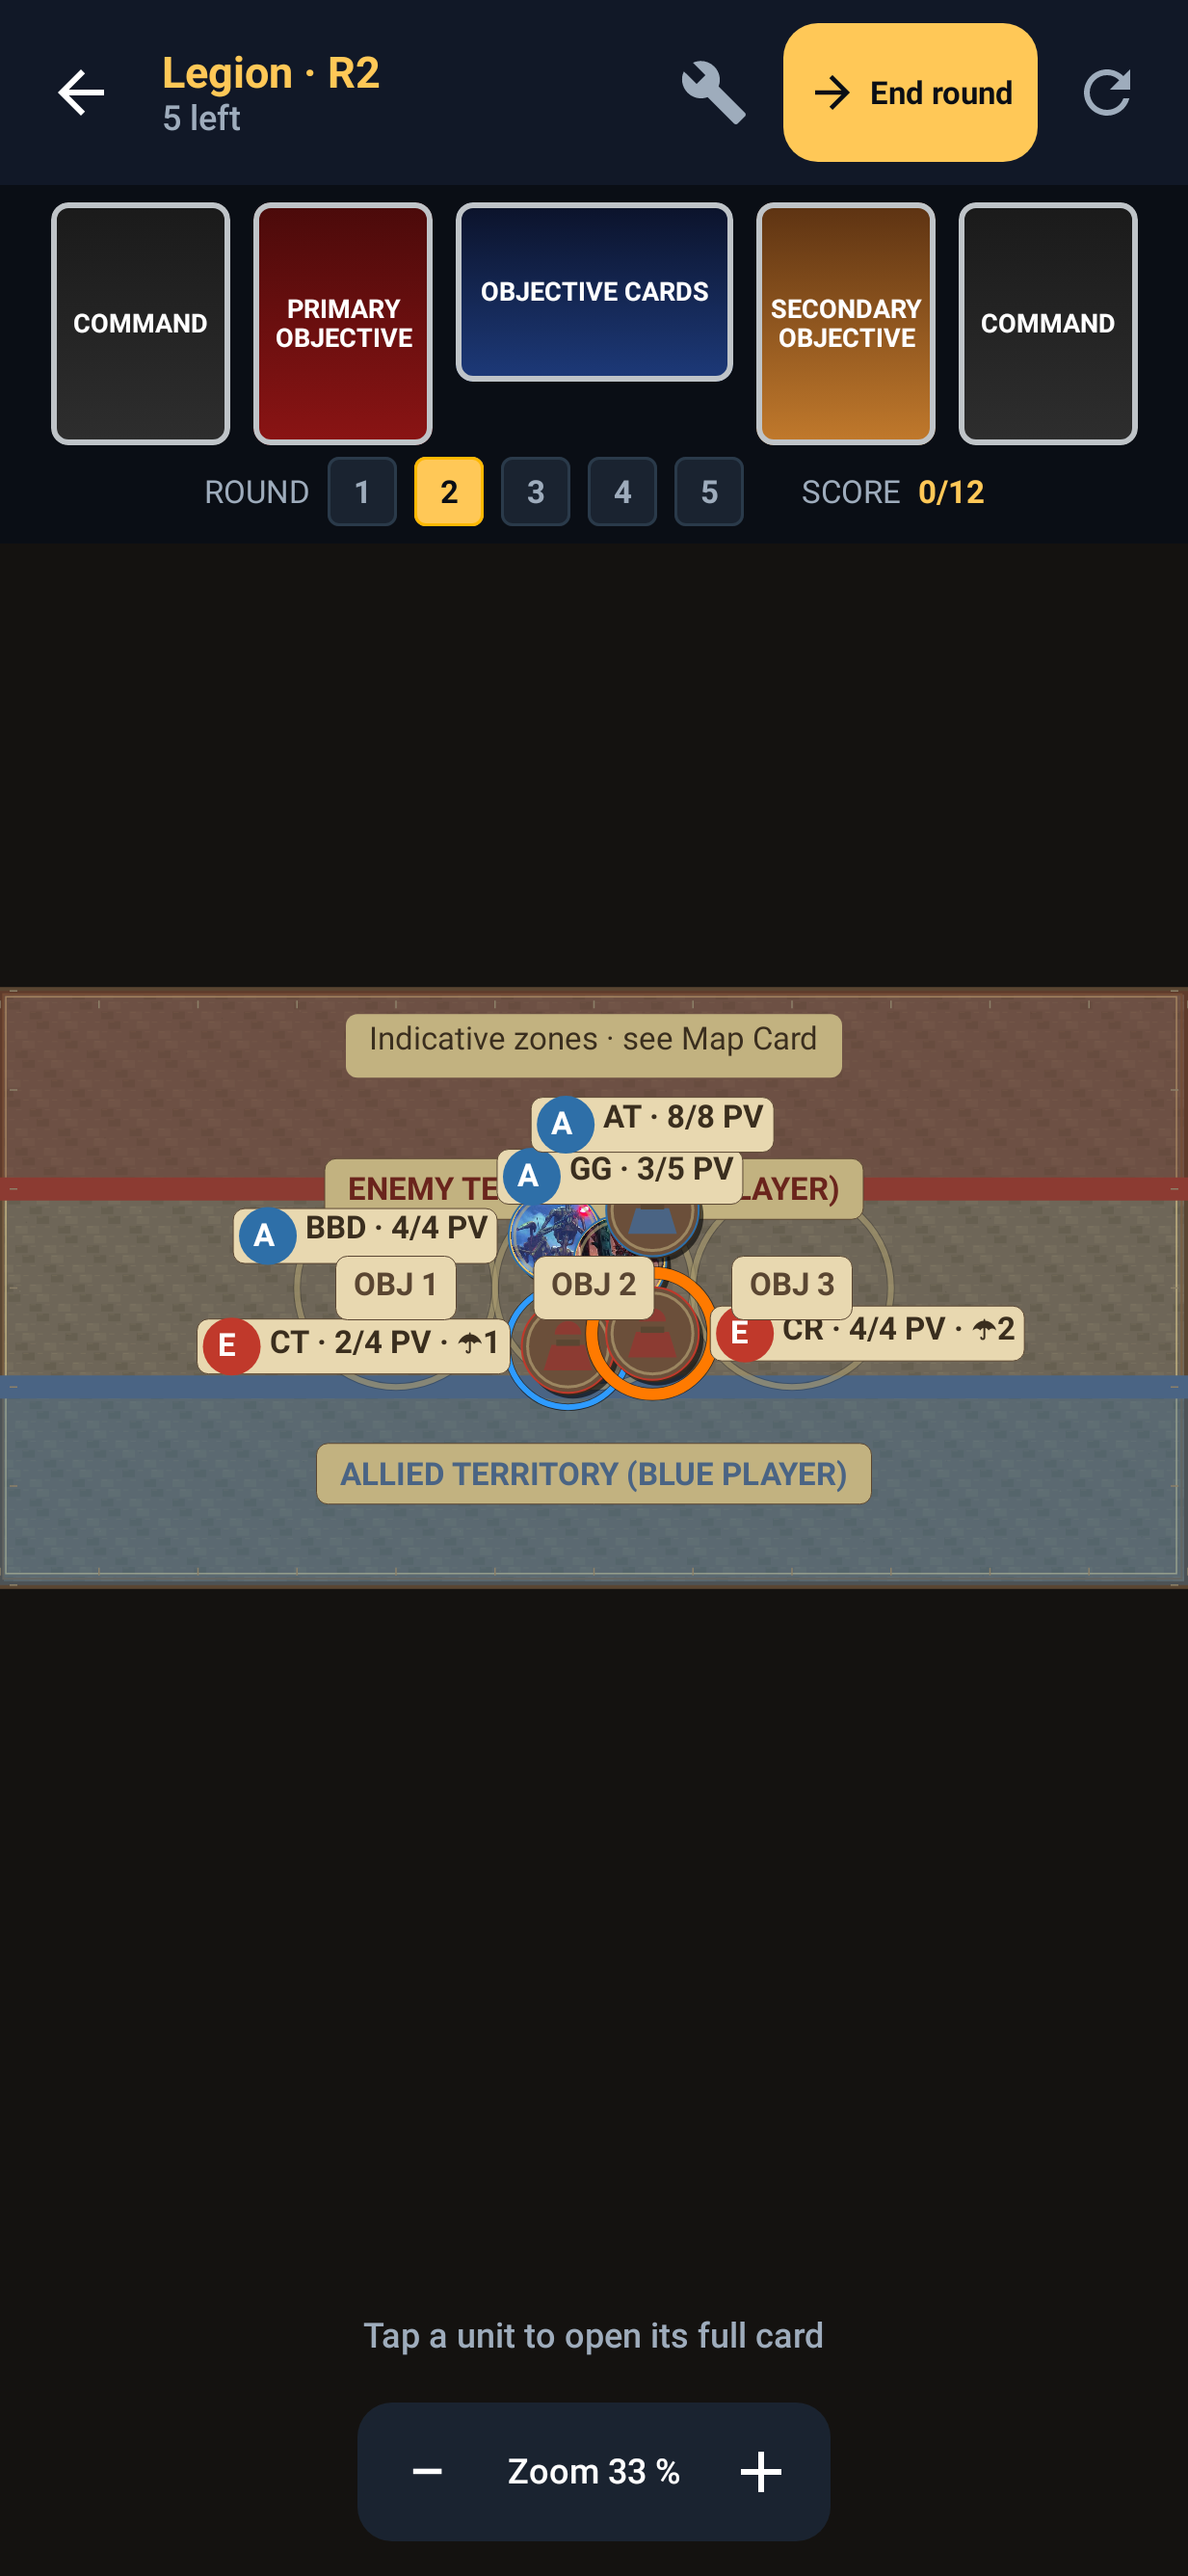 Legion · R2
5 left
End round
COMMAND
PRIMARY
OBJECTIVE
OBJECTIVE CARDS
SECONDARY
OBJECTIVE
COMMAND
ROUND 1 2 3 4 5 SCORE 0/12
Indicative zones · see Map Card
A AT · 8/8 PV
A GG · 3/5 PV
ENEMY TE LAYER)
A BBD · 4/4 PV
OBJ 1 OBJ 2 OBJ 3
E CT · 2/4 PV · ☂1
E CR · 4/4 PV · ☂2
ALLIED TERRITORY (BLUE PLAYER)
Tap a unit to open its full card
− Zoom 33 % +